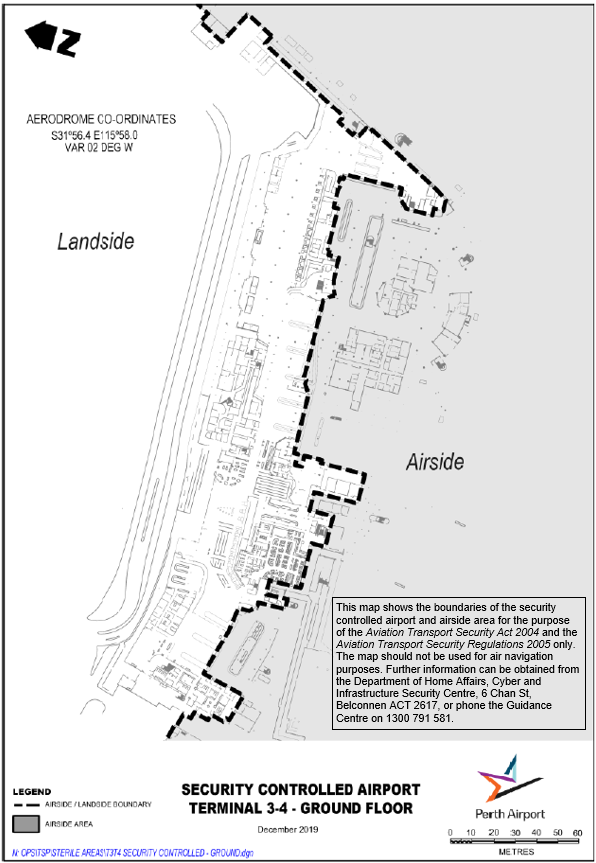 N
AERODROME CO-ORDINATES
S31º56.4 E115º58.0
VAR 02 DEG W
Landside
Airside
This map shows the boundaries of the security
controlled airport and airside area for the purpose
of the Aviation Transport Security Act 2004 and the
Aviation Transport Security Regulations 2005 only.
The map should not be used for air navigation
purposes. Further information can be obtained from
the Department of Home Affairs, Cyber and
Infrastructure Security Centre, 6 Chan St,
Belconnen ACT 2617, or phone the Guidance
Centre on 1300 791 581.
LEGEND
AIRSIDE / LANDSIDE BOUNDARY
AIRSIDE AREA
SECURITY CONTROLLED AIRPORT
TERMINAL 3-4 - GROUND FLOOR
December 2019
Perth Airport
0 10 20 30 40 50 60
METRES
N: OPS\TSP\STERILE AREAS\T3T4 SECURITY CONTROLLED - GROUND.dgn